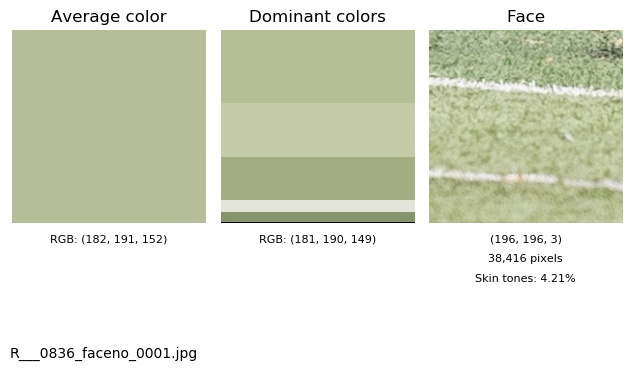 Average color
Dominant colors
Face
RGB: (182, 191, 152)
RGB: (181, 190, 149)
(196, 196, 3)
38,416 pixels
Skin tones: 4.21%
R___0836_faceno_0001.jpg